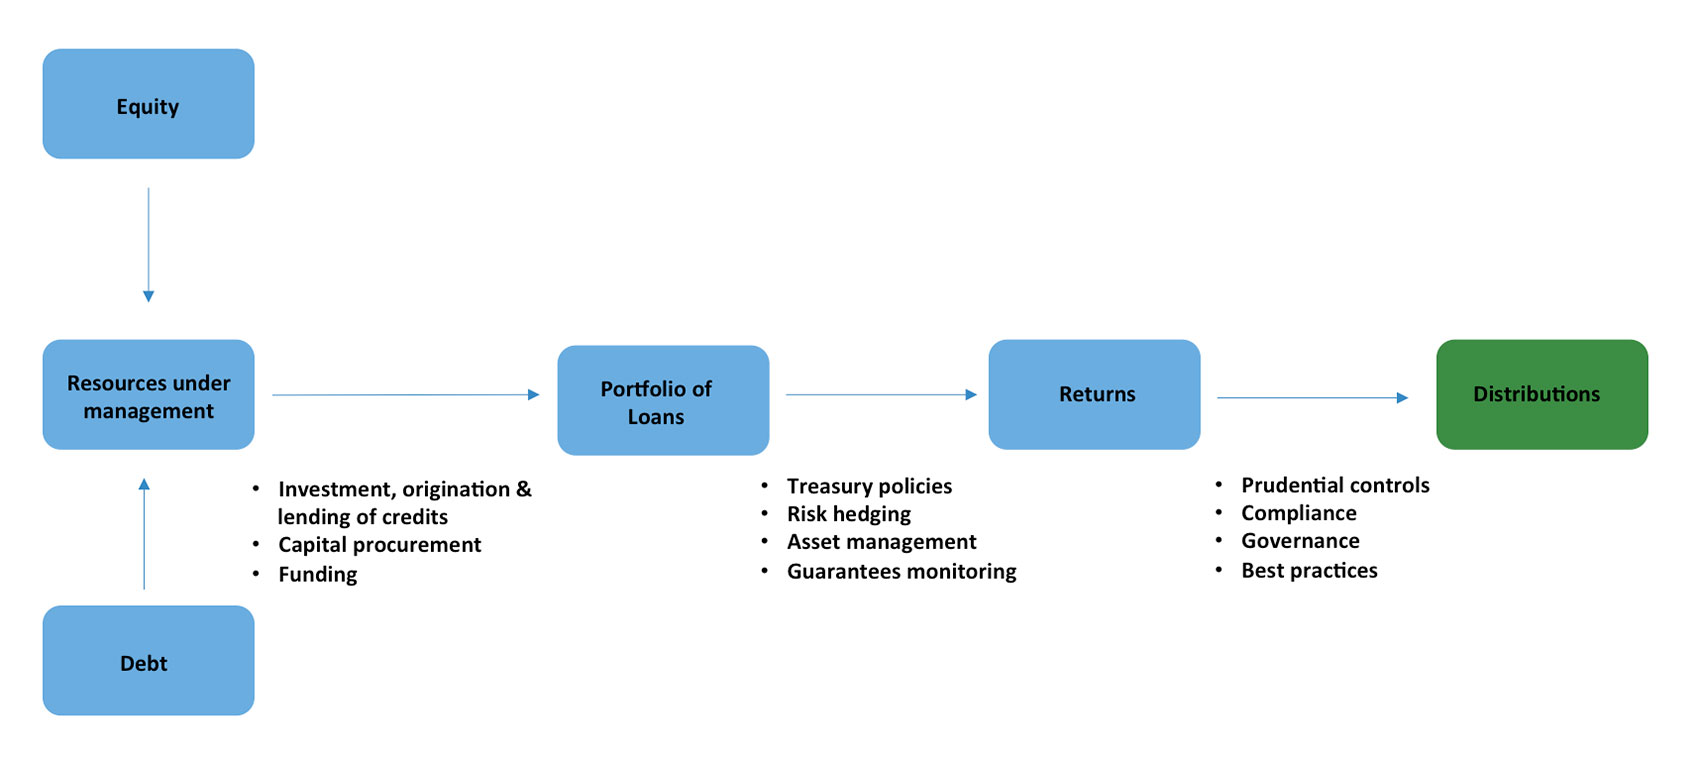 Equity
Resources under
management
Portfolio of
Loans
Returns
Distributions
• Investment, origination &
lending of credits
• Capital procurement
• Funding
• Treasury policies
• Risk hedging
• Asset management
• Guarantees monitoring
• Prudential controls
• Compliance
• Governance
• Best practices
Debt